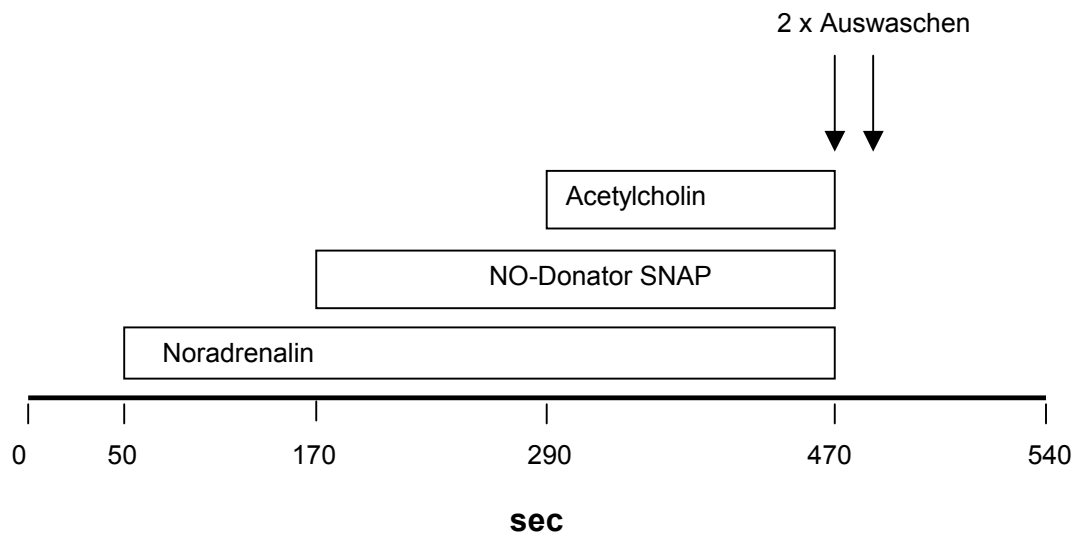 2 x Auswaschen
Acetylcholin
NO-Donator SNAP
Noradrenalin
0 50 170 290 470 540
sec